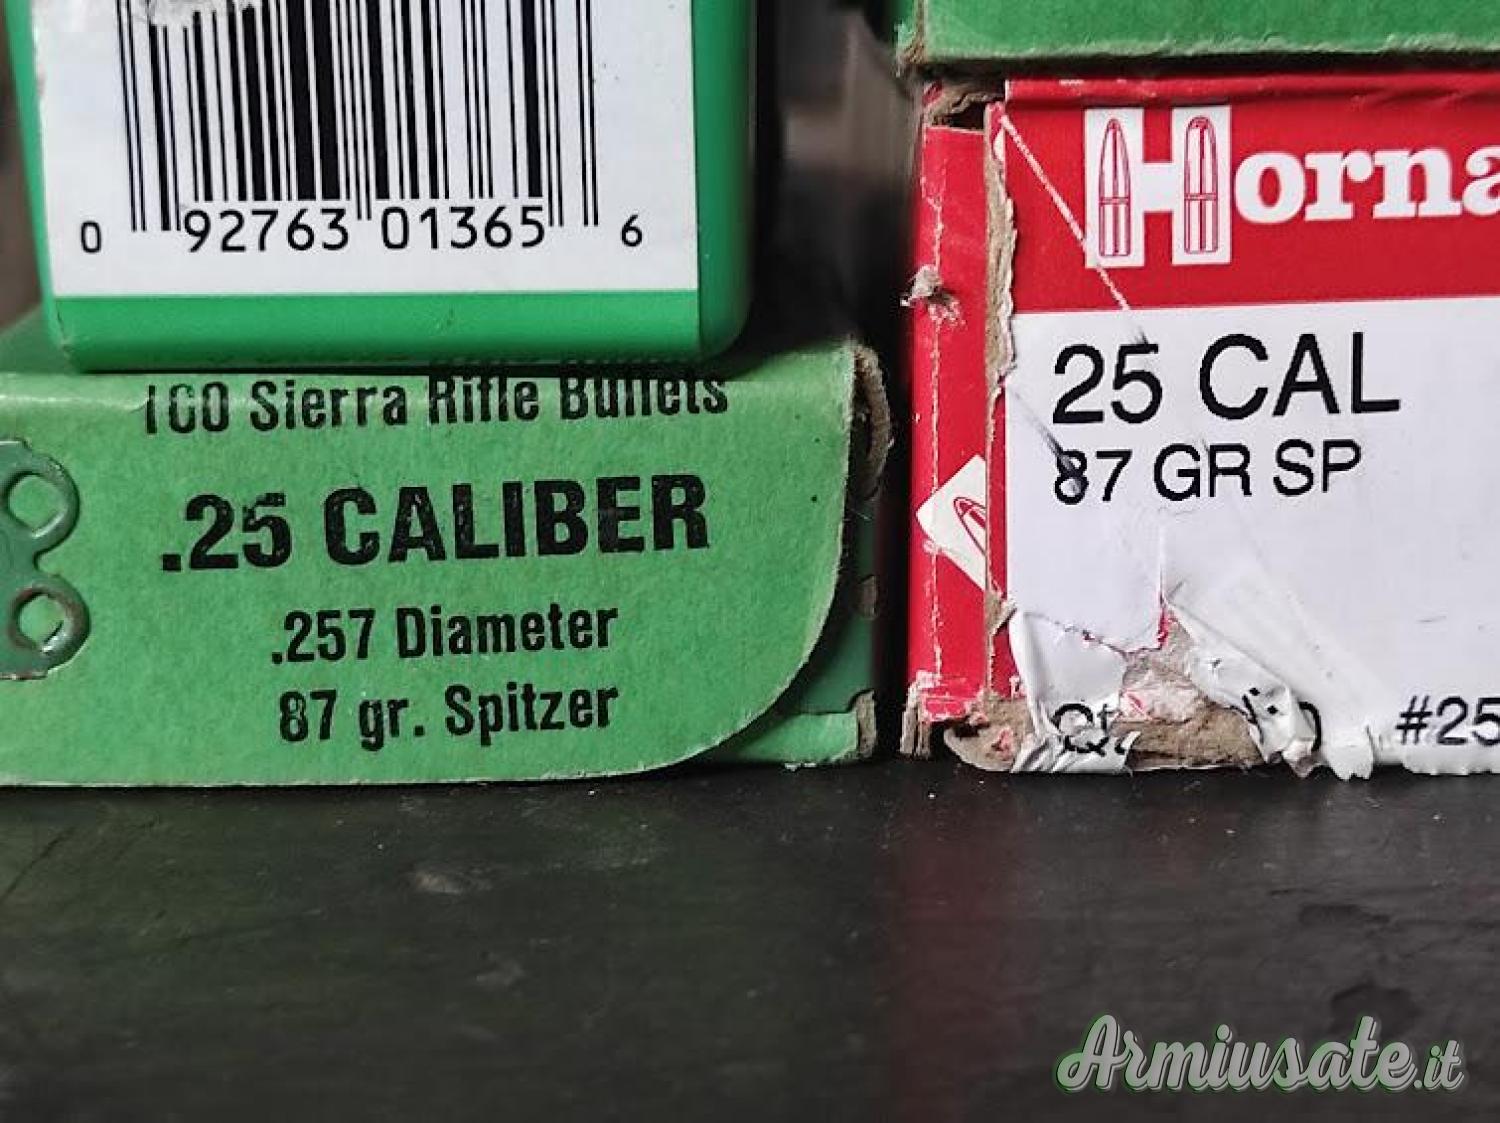 0 92763 01365 6
100 Sierra Rifle Bullets
.25 CALIBER
.257 Diameter
87 gr. Spitzer
Horna
25 CAL
87 GR SP
#25
Armiusate.it